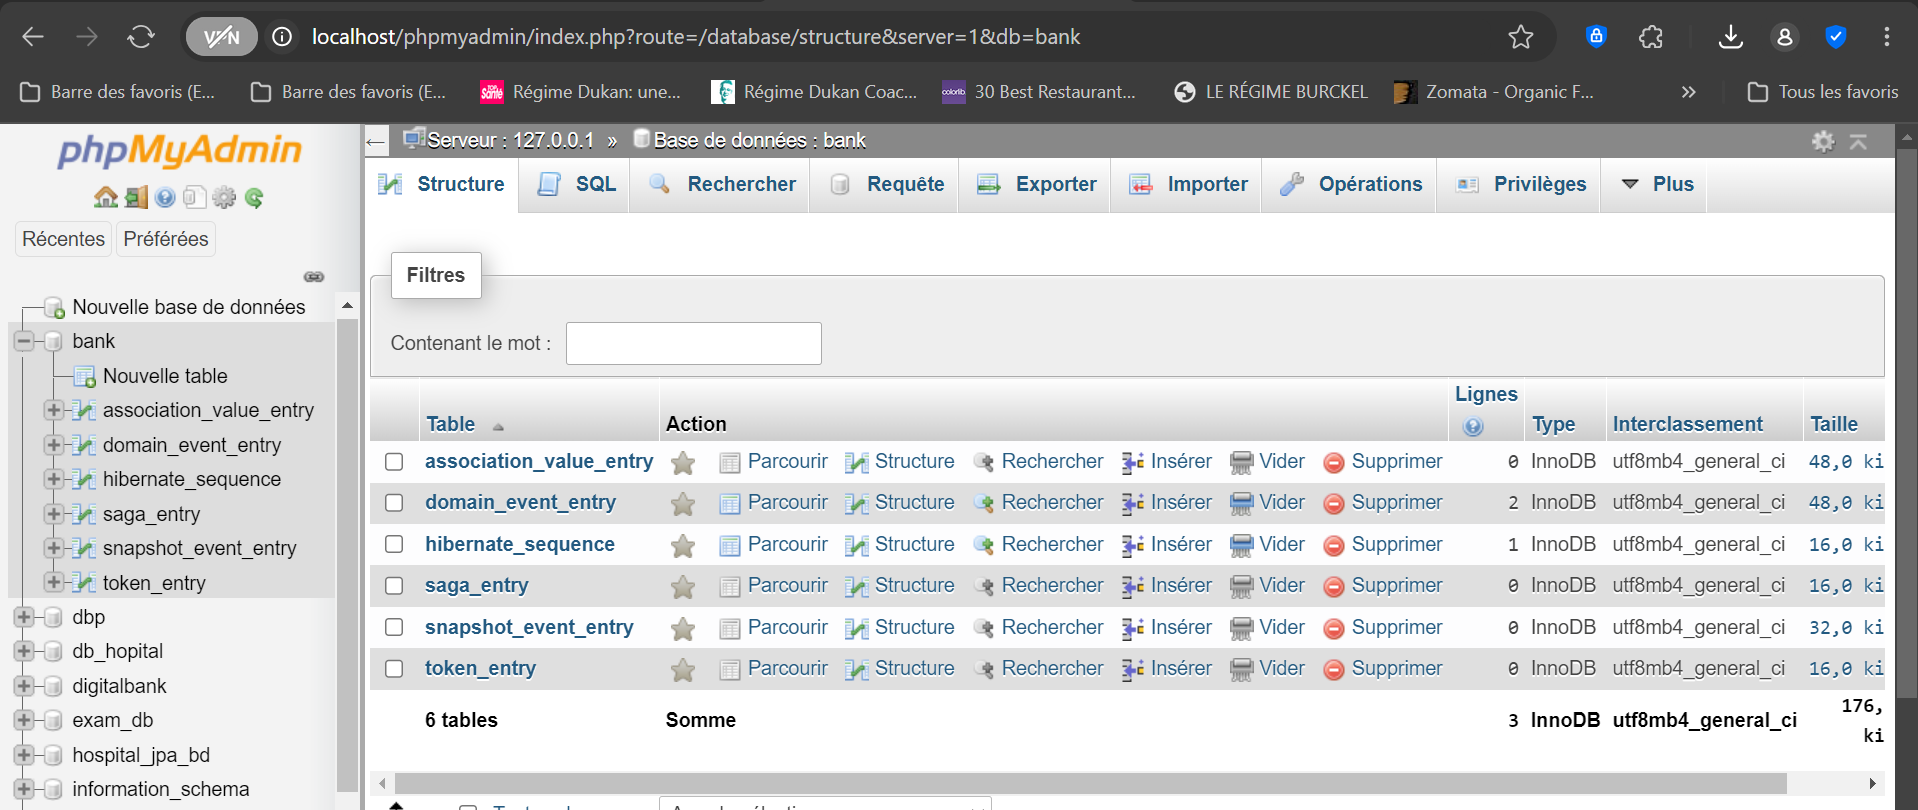 VPN
localhost/phpmyadmin/index.php?route=/database/structure&server=1&db=bank
Barre des favoris (E... Barre des favoris (E... Régime Dukan: une... Régime Dukan Coac... colorlib 30 Best Restaurant... LE RÉGIME BURCKEL Zomata - Organic F... » Tous les favoris
phpMyAdmin
Récentes Préférées
Nouvelle base de données
bank
Nouvelle table
association_value_entry
domain_event_entry
hibernate_sequence
saga_entry
snapshot_event_entry
token_entry
dbp
db_hopital
digitalbank
exam_db
hospital_jpa_bd
information_schema
Serveur : 127.0.0.1 » Base de données : bank
Structure SQL Rechercher Requête Exporter Importer Opérations Privilèges Plus
Filtres
Contenant le mot :
Table Action Lignes Type Interclassement Taille
association_value_entry Parcourir Structure Rechercher Insérer Vider Supprimer 0 InnoDB utf8mb4_general_ci 48,0 ki
domain_event_entry Parcourir Structure Rechercher Insérer Vider Supprimer 2 InnoDB utf8mb4_general_ci 48,0 ki
hibernate_sequence Parcourir Structure Rechercher Insérer Vider Supprimer 1 InnoDB utf8mb4_general_ci 16,0 ki
saga_entry Parcourir Structure Rechercher Insérer Vider Supprimer 0 InnoDB utf8mb4_general_ci 16,0 ki
snapshot_event_entry Parcourir Structure Rechercher Insérer Vider Supprimer 0 InnoDB utf8mb4_general_ci 32,0 ki
token_entry Parcourir Structure Rechercher Insérer Vider Supprimer 0 InnoDB utf8mb4_general_ci 16,0 ki
6 tables Somme 3 InnoDB utf8mb4_general_ci 176,
ki